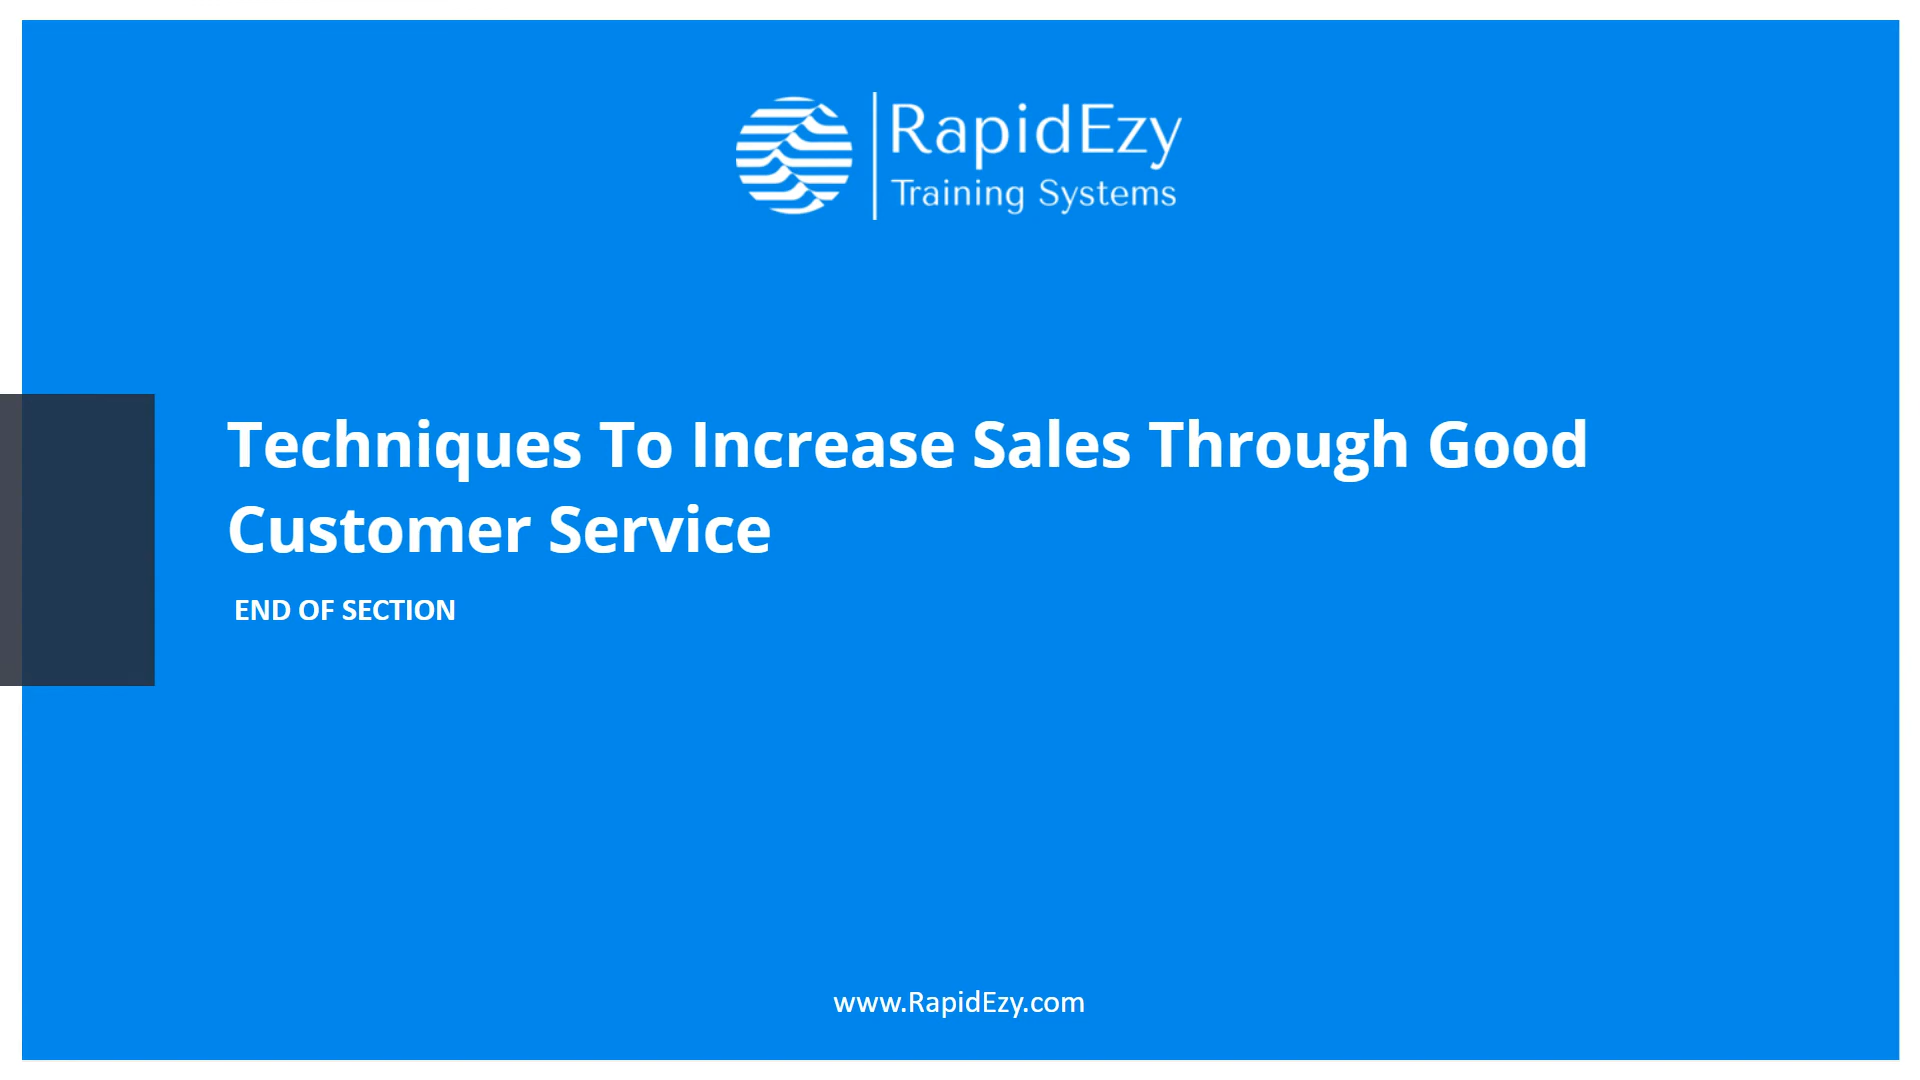 RapidEzy
Training Systems
Techniques To Increase Sales Through Good
Customer Service
END OF SECTION
www.RapidEzy.com